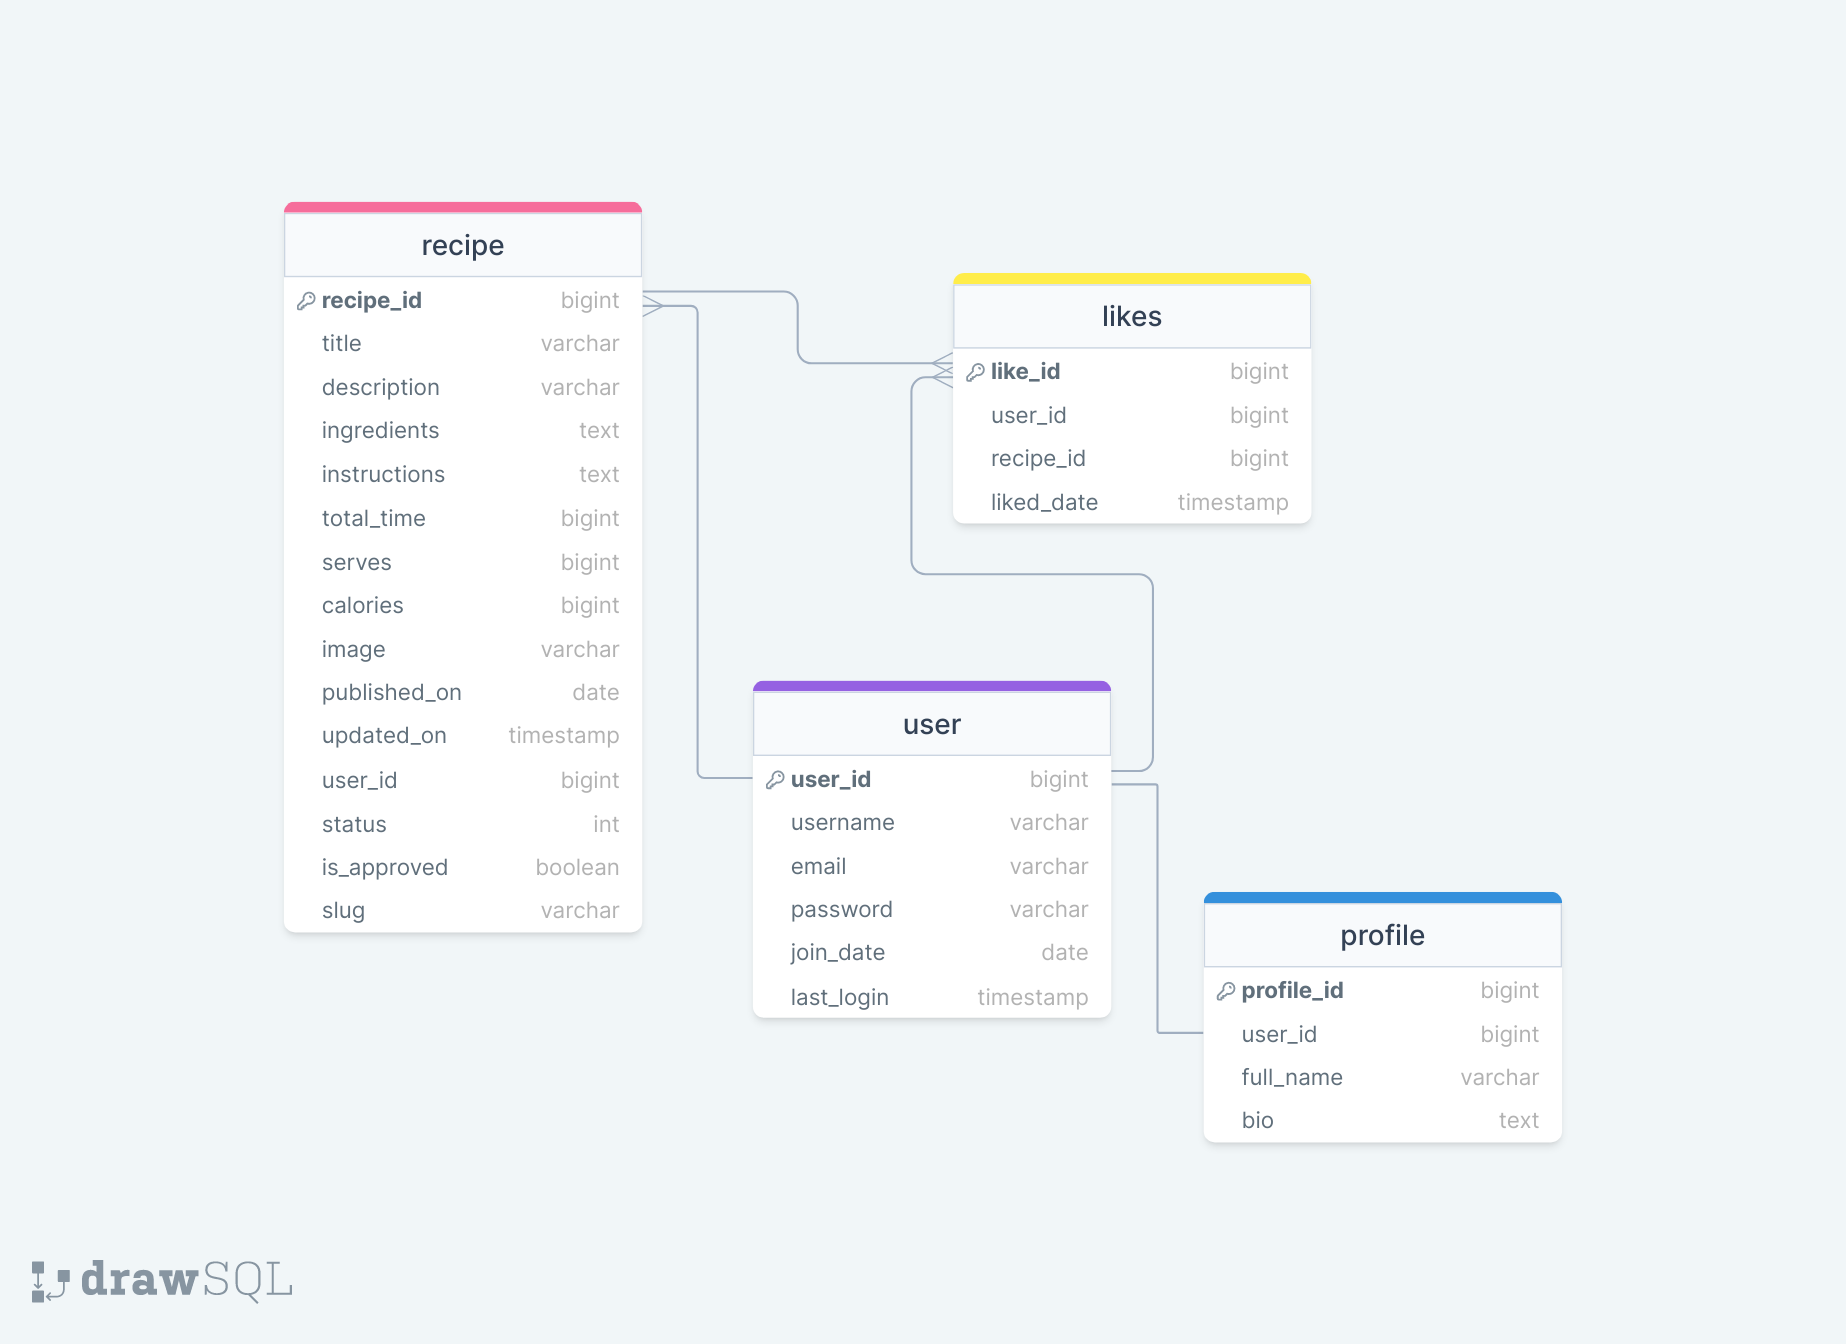 recipe
recipe_id bigint
title varchar
description varchar
ingredients text
instructions text
total_time bigint
serves bigint
calories bigint
image varchar
published_on date
updated_on timestamp
user_id bigint
status int
is_approved boolean
slug varchar
likes
like_id bigint
user_id bigint
recipe_id bigint
liked_date timestamp
user
user_id bigint
username varchar
email varchar
password varchar
join_date date
last_login timestamp
profile
profile_id bigint
user_id bigint
full_name varchar
bio text
drawSQL